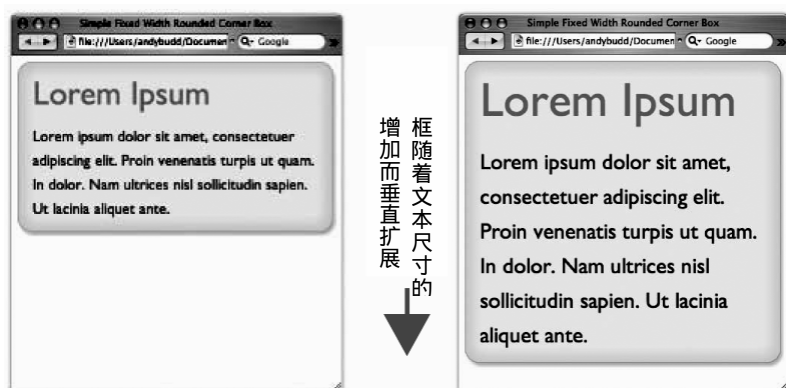 Simple Fixed Width Rounded Corner Box
file:///Users/andybudd/Documen
Google
Lorem Ipsum
Lorem ipsum dolor sit amet, consectetuer
adipiscing elit. Proin venenatis turpis ut quam.
In dolor. Nam ultrices nisl sollicitudin sapien.
Ut lacinia aliquet ante.
框随着文本尺寸的
增加而垂直扩展
Simple Fixed Width Rounded Corner Box
file:///Users/andybudd/Documen
Google
Lorem Ipsum
Lorem ipsum dolor sit amet,
consectetuer adipiscing elit.
Proin venenatis turpis ut quam.
In dolor. Nam ultrices nisl
sollicitudin sapien. Ut lacinia
aliquet ante.